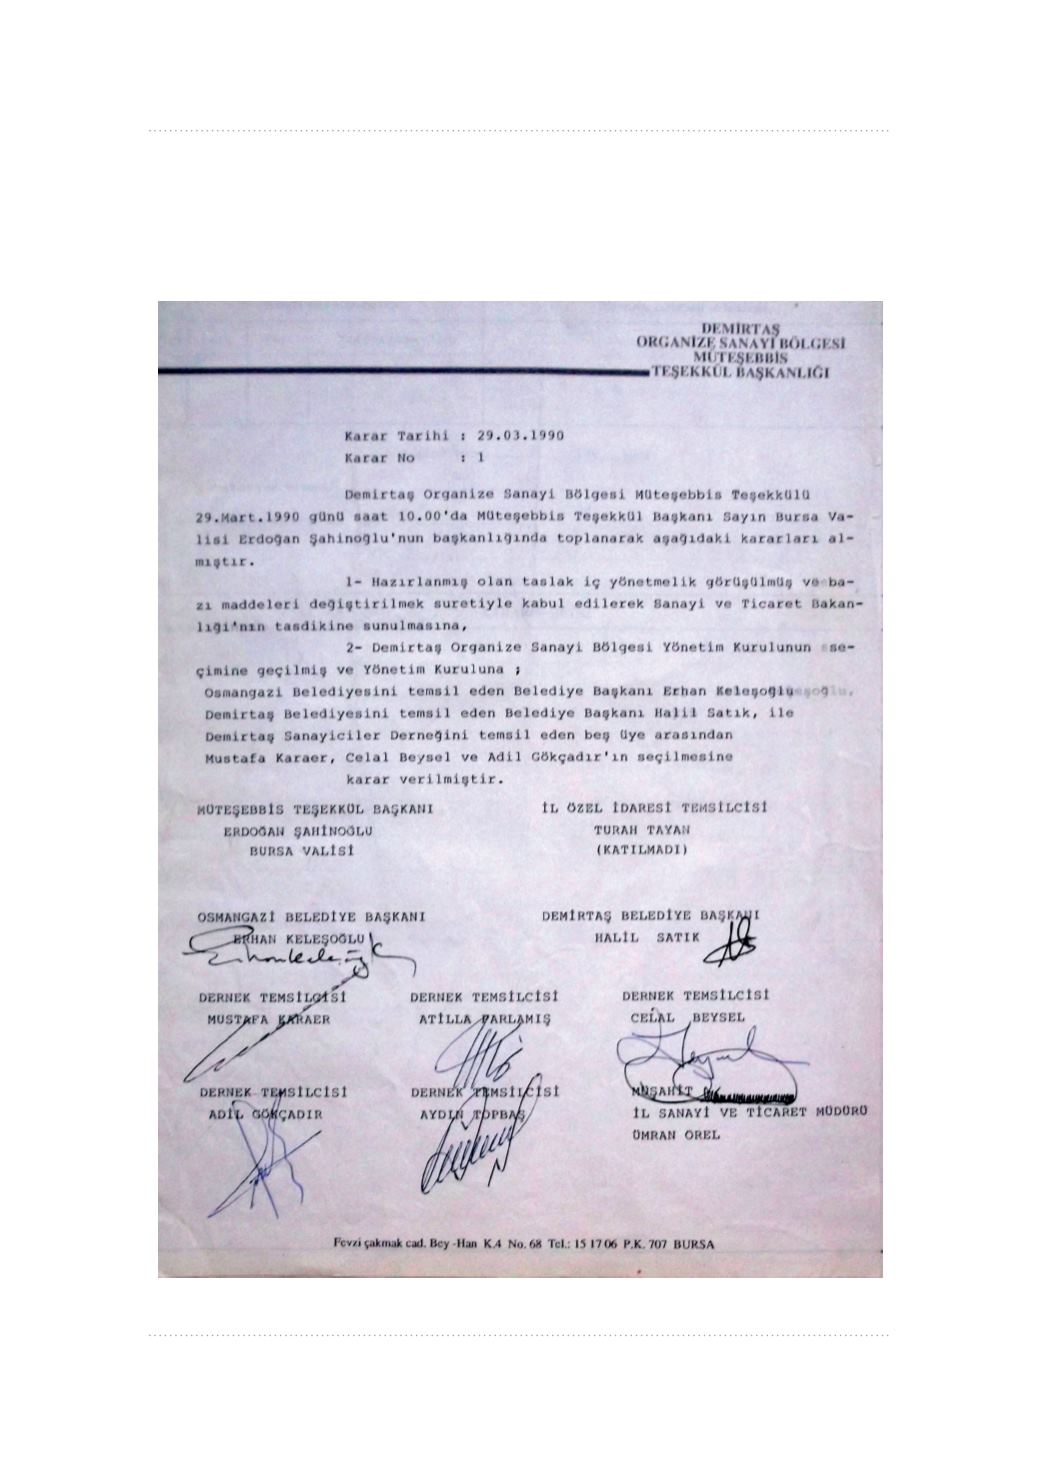 DEMİRTAŞ
ORGANİZE SANAYİ BÖLGESİ
MÜTEŞEBBİS
TEŞEKKÜL BAŞKANLIĞI
Karar Tarihi : 29.03.1990
Karar No : 1
Demirtaş Organize Sanayi Bölgesi Müteşebbis Teşekkülü
29.Mart.1990 günü saat 10.00'da Müteşebbis Teşekkül Başkanı Sayın Bursa Va-
lisi Erdoğan Şahinoğlu'nun başkanlığında toplanarak aşağıdaki kararları al-
mıştır.
1- Hazırlanmış olan taslak iç yönetmelik görüşülmüş ve ba-
zı maddeleri değiştirilmek suretiyle kabul edilerek Sanayi ve Ticaret Bakan-
lığı'nın tasdikine sunulmasına,
2- Demirtaş Organize Sanayi Bölgesi Yönetim Kurulunun se-
çimine geçilmiş ve Yönetim Kuruluna ;
Osmangazi Belediyesini temsil eden Belediye Başkanı Erhan Keleşoğlu
Demirtaş Belediyesini temsil eden Belediye Başkanı Halil Satık, ile
Demirtaş Sanayiciler Derneğini temsil eden beş üye arasından
Mustafa Karaer, Celal Beysel ve Adil Gökçadır'ın seçilmesine
karar verilmiştir.
MÜTEŞEBBİS TEŞEKKÜL BAŞKANI İL ÖZEL İDARESİ TEMSİLCİSİ
ERDOĞAN ŞAHİNOĞLU TURAH TAYAN
BURSA VALİSİ (KATILMADI)
OSMANGAZİ BELEDİYE BAŞKANI DEMİRTAŞ BELEDİYE BAŞKANI
ERHAN KELEŞOĞLU HALİL SATIK
DERNEK TEMSİLCİSİ DERNEK TEMSİLCİSİ DERNEK TEMSİLCİSİ
MUSTAFA KARAER ATİLLA PARLAMIŞ CELAL BEYSEL
DERNEK TEMSİLCİSİ DERNEK TEMSİLCİSİ MÜŞAHİT
ADİL GÖKÇADIR AYDIN TOPBAŞ İL SANAYİ VE TİCARET MÜDÜRÜ
ÜMRAN ÖREL
Fevzi çakmak cad. Bey -Han K.4 No. 68 Tel.: 15 17 06 P.K. 707 BURSA